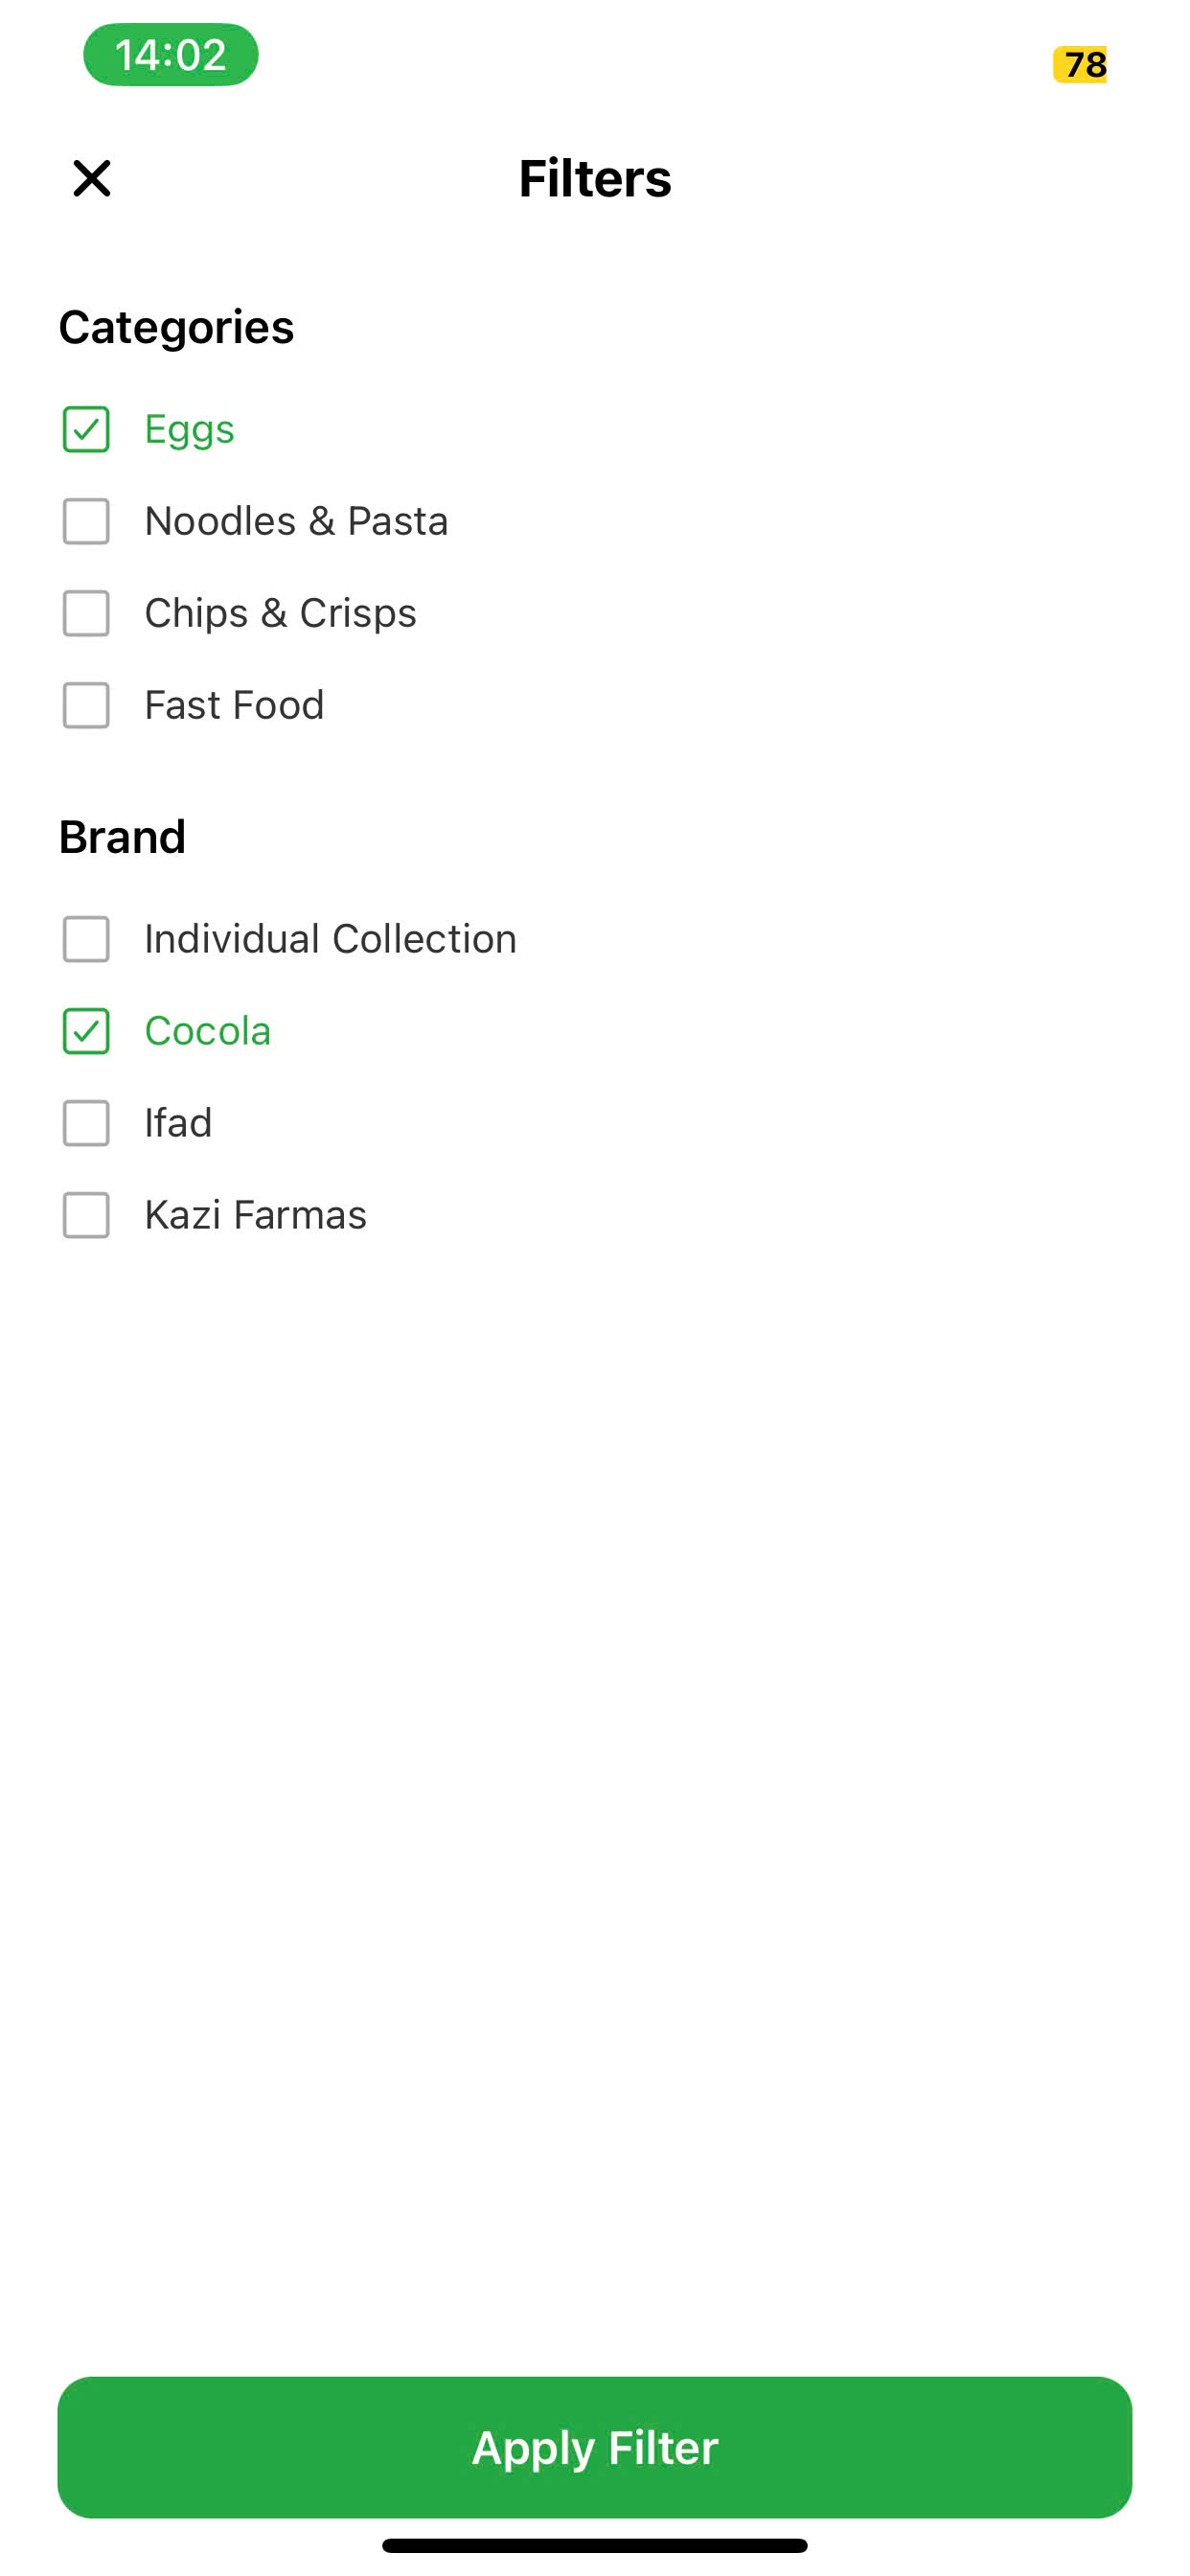 14:02
78
Filters
Categories
Eggs
Noodles & Pasta
Chips & Crisps
Fast Food
Brand
Individual Collection
Cocola
Ifad
Kazi Farmas
Apply Filter